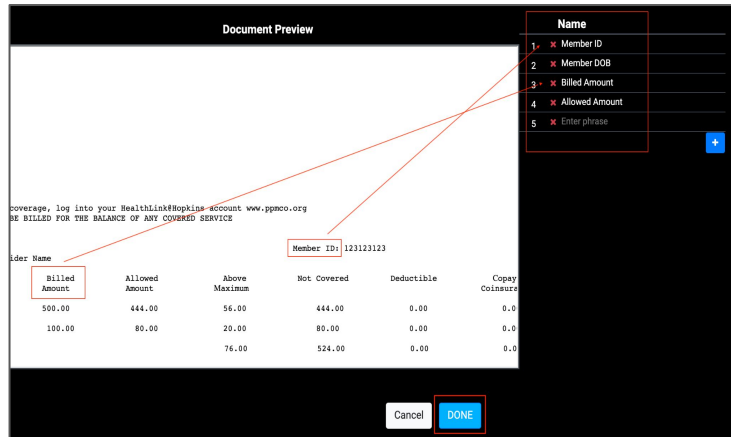 Document Preview
Name
1 Member ID
2 Member DOB
3 Billed Amount
4 Allowed Amount
5 Enter phrase
+
coverage, log into your HealthLink@Hopkins account www.ppmco.org
BE BILLED FOR THE BALANCE OF ANY COVERED SERVICE
Member ID: 123123123
ider Name
Billed Allowed Above Not Covered Deductible Copay
Amount Amount Maximum Coinsura
500.00 444.00 56.00 444.00 0.00 0.0
100.00 80.00 20.00 80.00 0.00 0.0
76.00 524.00 0.00 0.0
Cancel DONE